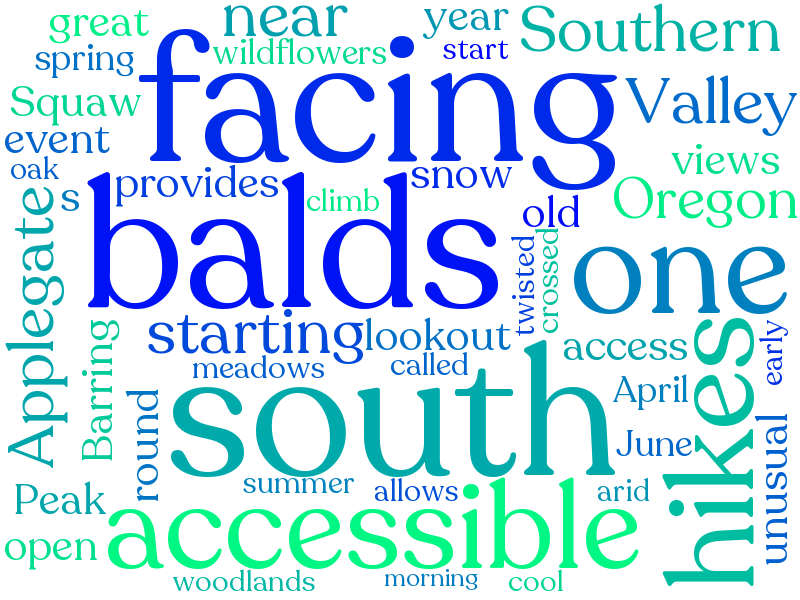 great
near
year
Southern
spring
wildflowers
start
facing
Squaw
Valley
event
oak
s
provides
snow
views
climb
old
Oregon
balds
Applegate
twisted
crossed
one
starting
lookout
Barring
meadows
called
access
hikes
early
round
south
April
June
unusual
Peak
summer
allows
arid
open
accessible
woodlands
morning
cool